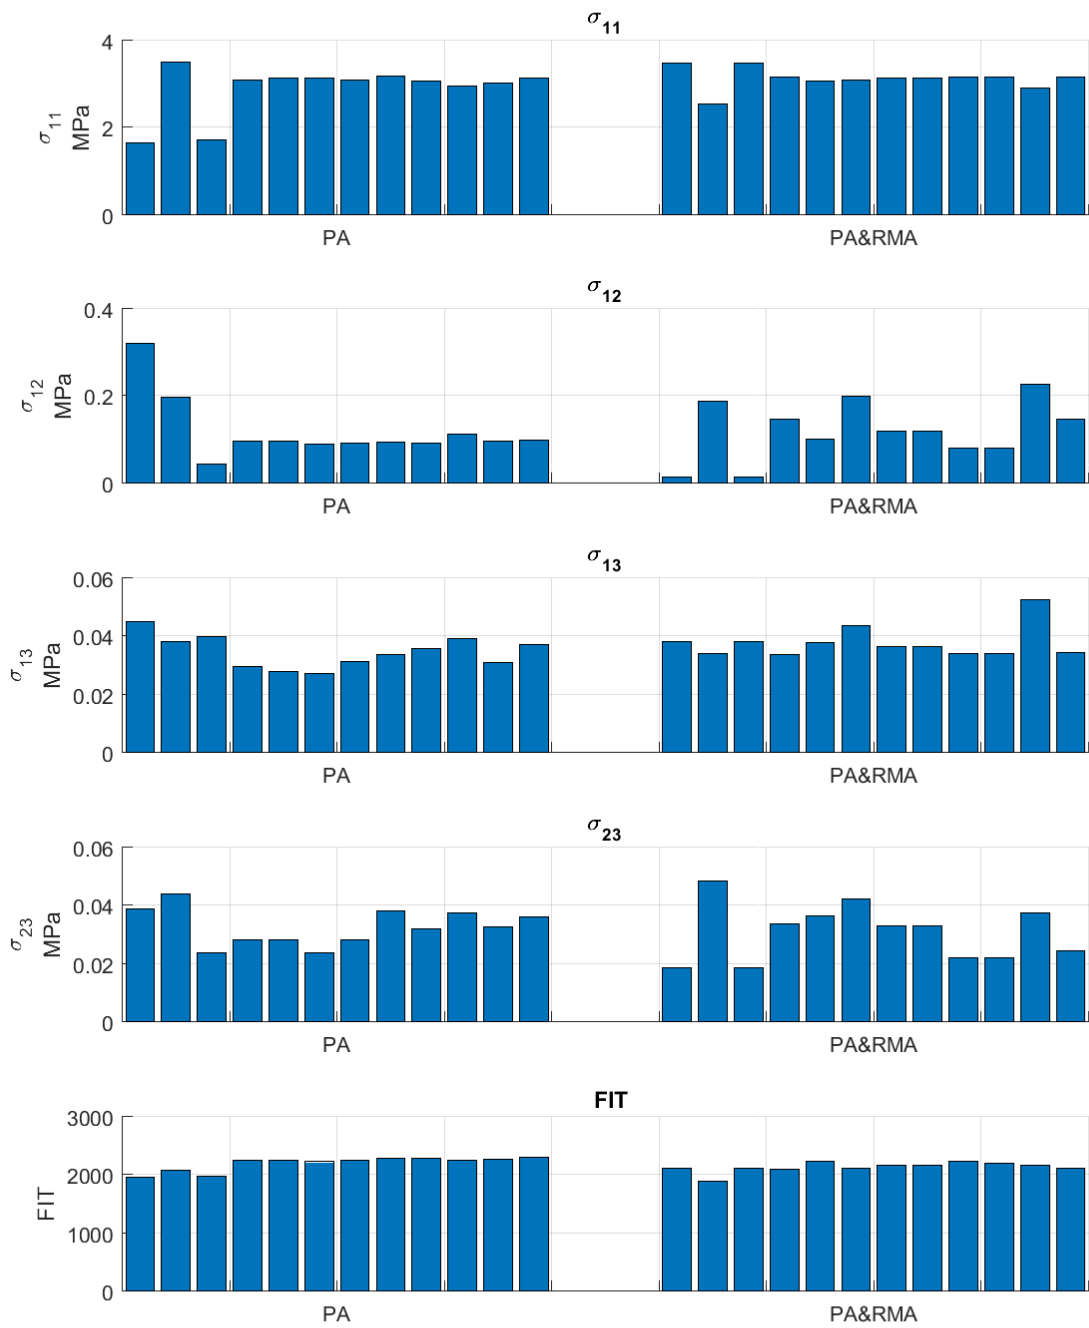 σ11
4
2
0
σ11
MPa
PA
PA&RMA
σ12
0.4
0.2
0
σ12
MPa
PA
PA&RMA
σ13
0.06
0.04
0.02
0
σ13
MPa
PA
PA&RMA
σ23
0.06
0.04
0.02
0
σ23
MPa
PA
PA&RMA
FIT
3000
2000
1000
0
FIT
PA
PA&RMA